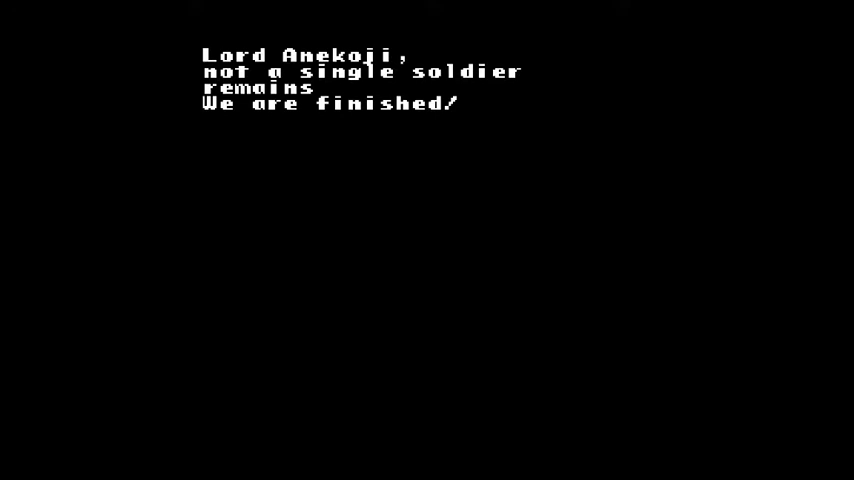 Lord Anekoji,
not a single soldier
remains
We are finished!